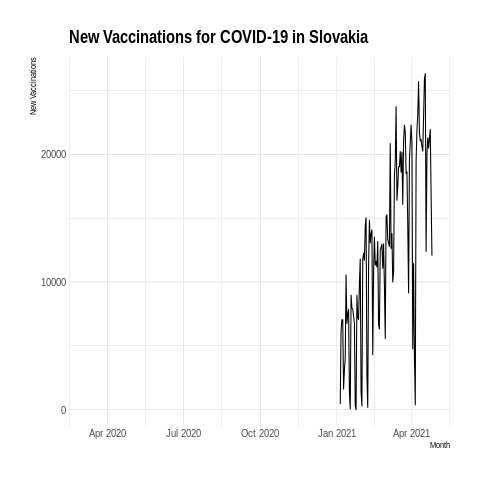 New Vaccinations for COVID-19 in Slovakia
New Vaccinations
20000
10000
0
Apr 2020 Jul 2020 Oct 2020 Jan 2021 Apr 2021
Month